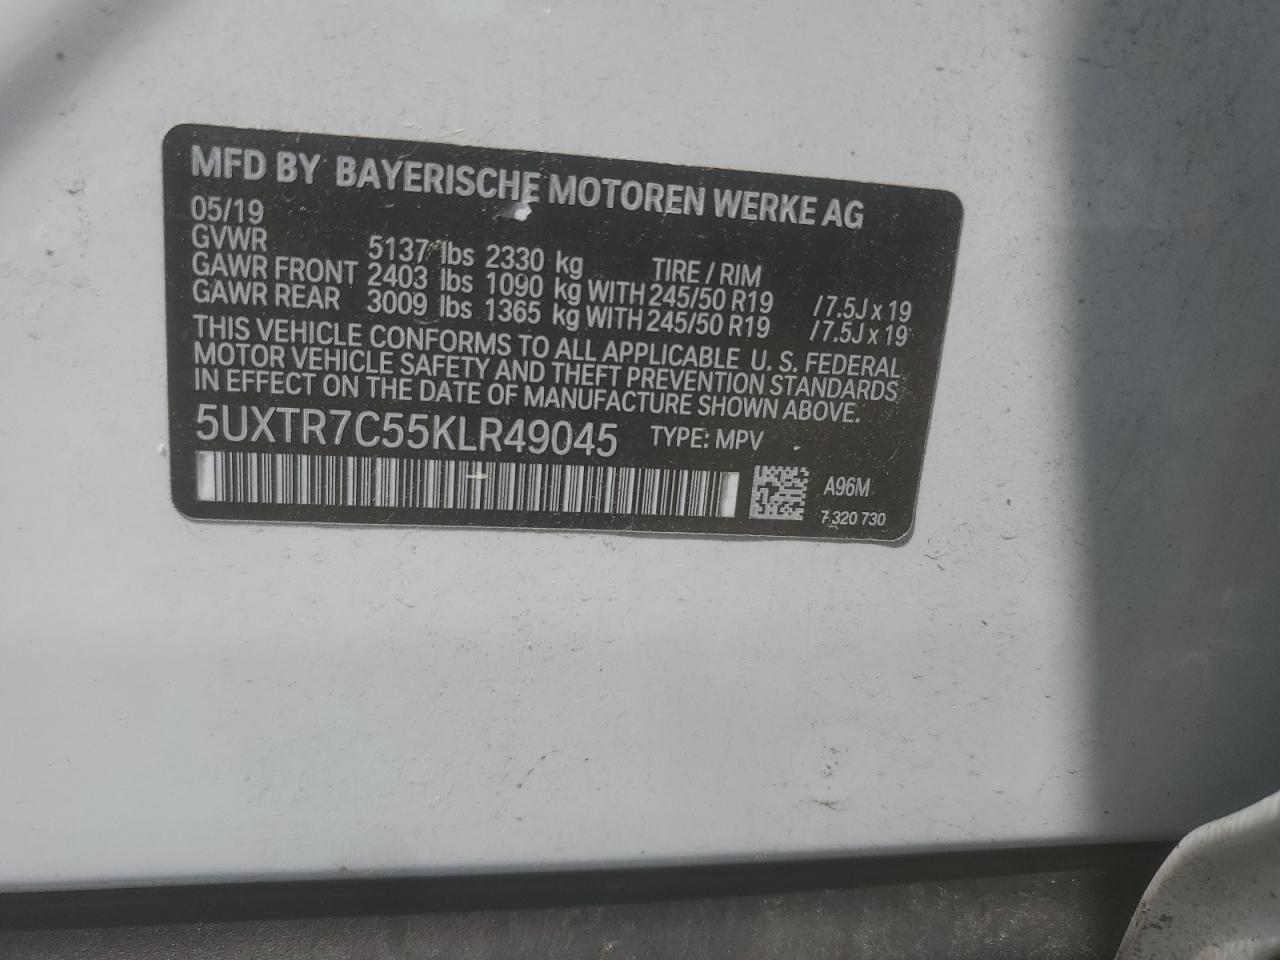 MFD BY BAYERISCHE MOTOREN WERKE AG
05/19
GVWR 5137 lbs 2330 kg TIRE / RIM
GAWR FRONT 2403 lbs 1090 kg WITH 245/50 R19 /7.5J x 19
GAWR REAR 3009 lbs 1365 kg WITH 245/50 R19 /7.5J x 19
THIS VEHICLE CONFORMS TO ALL APPLICABLE U. S. FEDERAL
MOTOR VEHICLE SAFETY AND THEFT PREVENTION STANDARDS
IN EFFECT ON THE DATE OF MANUFACTURE SHOWN ABOVE.
5UXTR7C55KLR49045 TYPE: MPV
A96M
7 320 730